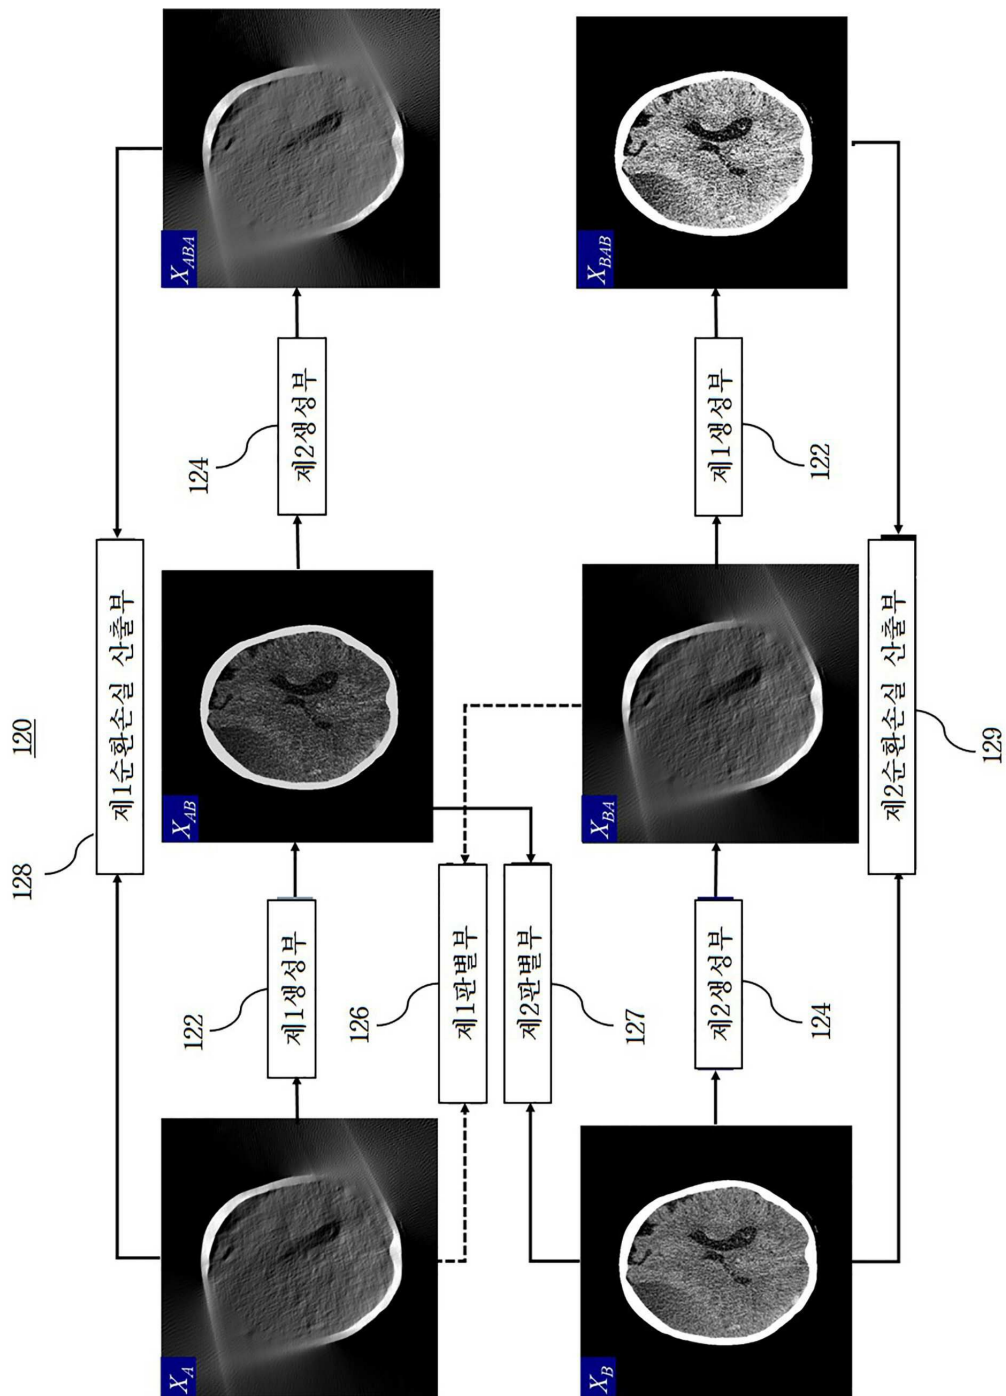 120
128
제1순환손실 산출부
X_A
122
제1생성부
X_AB
124
제2생성부
X_ABA
126
제1판별부
제2판별부
127
X_B
제2생성부
124
X_BA
제1생성부
122
X_BAB
제2순환손실 산출부
129